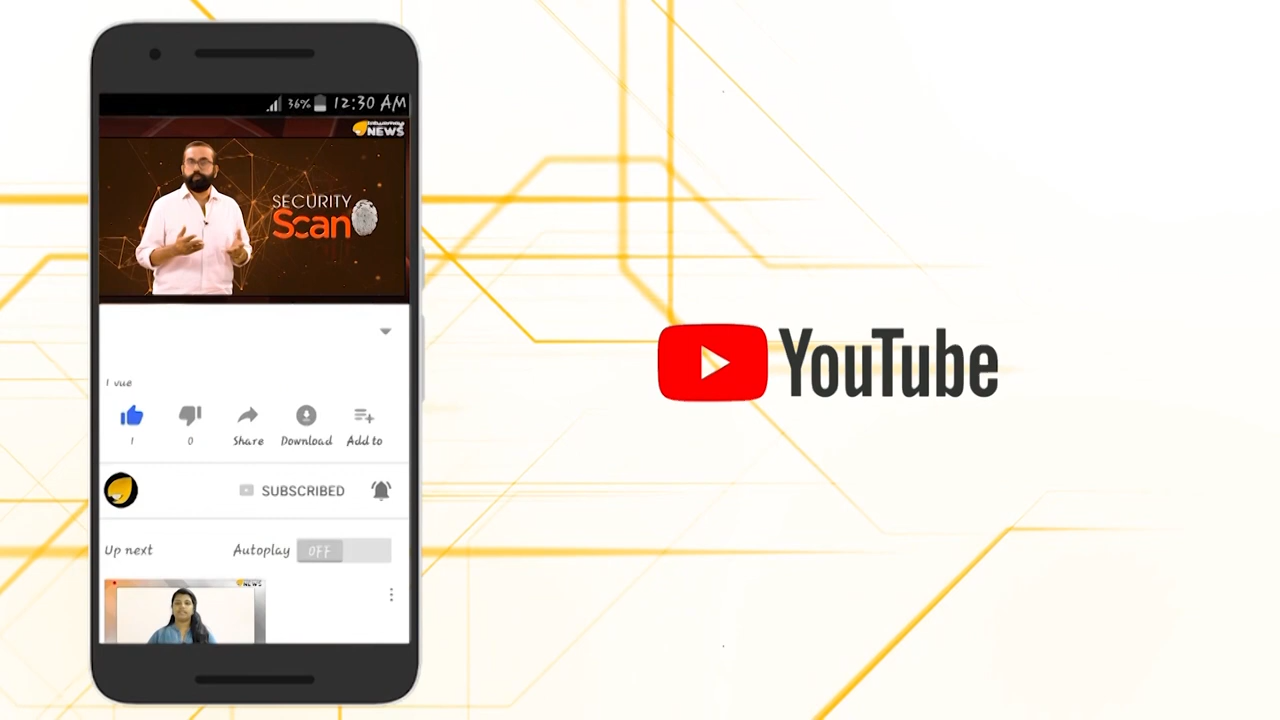 36% 12:30 AM
NEWS
SECURITY
Scan
1 vue
1 0 Share Download Add to
SUBSCRIBED
Up next Autoplay OFF
NEWS
YouTube